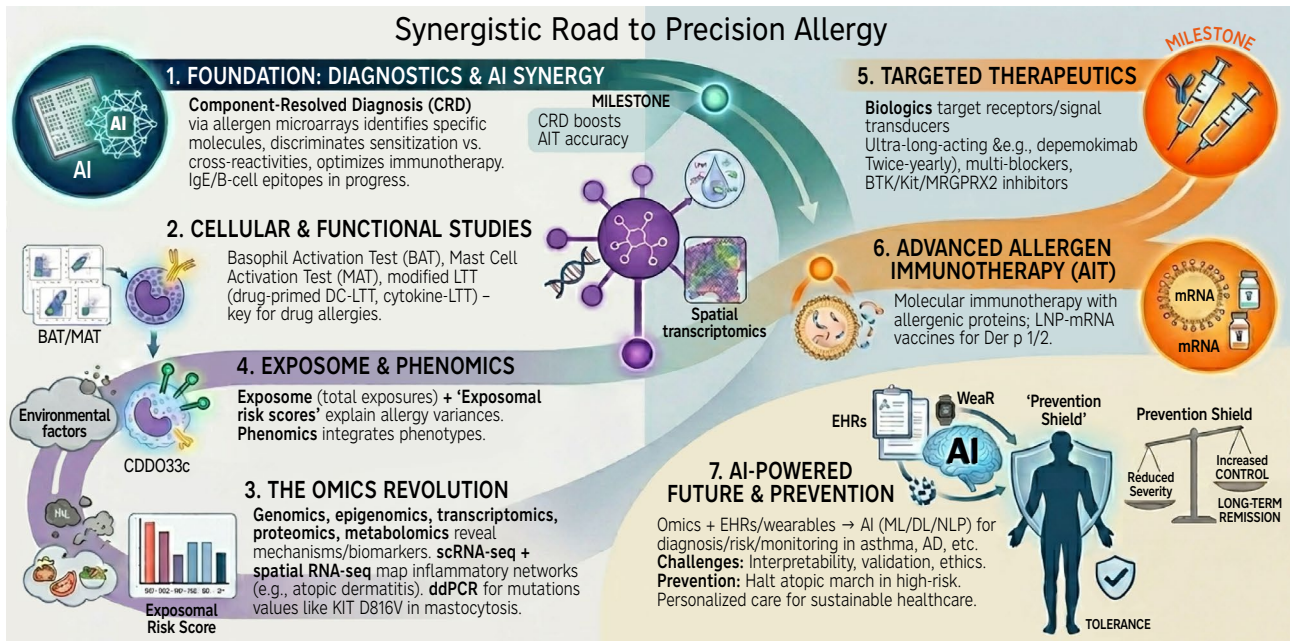 Synergistic Road to Precision Allergy
1. FOUNDATION: DIAGNOSTICS & AI SYNERGY
Component-Resolved Diagnosis (CRD)
via allergen microarrays identifies specific
molecules, discriminates sensitization vs.
cross-reactivities, optimizes immunotherapy.
IgE/B-cell epitopes in progress.
AI
AI
MILESTONE
CRD boosts
AIT accuracy
2. CELLULAR & FUNCTIONAL STUDIES
Basophil Activation Test (BAT), Mast Cell
Activation Test (MAT), modified LTT
(drug-primed DC-LTT, cytokine-LTT) –
key for drug allergies.
BAT/MAT
Spatial
transcriptomics
4. EXPOSOME & PHENOMICS
Exposome (total exposures) + ‘Exposomal
risk scores’ explain allergy variances.
Phenomics integrates phenotypes.
Environmental
factors
CDDO33c
3. THE OMICS REVOLUTION
Genomics, epigenomics, transcriptomics,
proteomics, metabolomics reveal
mechanisms/biomarkers. scRNA-seq +
spatial RNA-seq map inflammatory networks
(e.g., atopic dermatitis). ddPCR for mutations
values like KIT D816V in mastocytosis.
Exposomal
Risk Score
MILESTONE
5. TARGETED THERAPEUTICS
Biologics target receptors/signal
transducers
Ultra-long-acting &e.g., depemokimab
Twice-yearly), multi-blockers,
BTK/Kit/MRGPRX2 inhibitors
6. ADVANCED ALLERGEN
IMMUNOTHERAPY (AIT)
Molecular immunotherapy with
allergenic proteins; LNP-mRNA
vaccines for Der p 1/2.
mRNA
mRNA
EHRs
WeaR
AI
‘Prevention
Shield’
Prevention Shield
Reduced
Severity
Increased
CONTROL
LONG-TERM
REMISSION
7. AI-POWERED
FUTURE & PREVENTION
Omics + EHRs/wearables → AI (ML/DL/NLP) for
diagnosis/risk/monitoring in asthma, AD, etc.
Challenges: Interpretability, validation, ethics.
Prevention: Halt atopic march in high-risk.
Personalized care for sustainable healthcare.
TOLERANCE